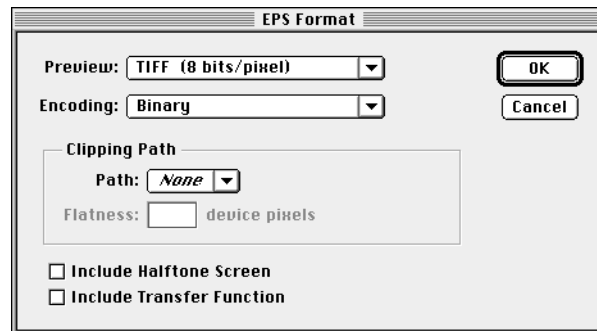 EPS Format
Preview: TIFF (8 bits/pixel)
OK
Encoding: Binary
Cancel
Clipping Path
Path: None
Flatness: device pixels
Include Halftone Screen
Include Transfer Function